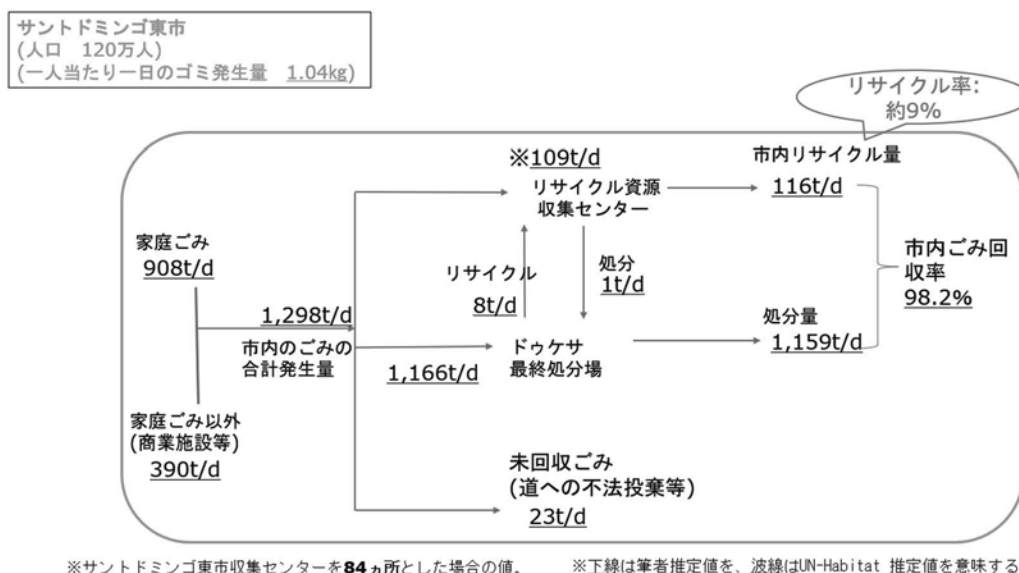 サントドミンゴ東市
(人口　120万人)
(一人当たり一日のゴミ発生量　1.04kg)
リサイクル率:
約9%
※109t/d
リサイクル資源
収集センター
市内リサイクル量
116t/d
家庭ごみ
908t/d
リサイクル
8t/d
処分
1t/d
市内ごみ回
収率
98.2%
1,298t/d
市内のごみの
合計発生量
1,166t/d
ドゥケサ
最終処分場
処分量
1,159t/d
家庭ごみ以外
(商業施設等)
390t/d
未回収ごみ
(道への不法投棄等)
23t/d
※サントドミンゴ東市収集センターを84ヵ所とした場合の値。
※下線は筆者推定値を、波線はUN-Habitat 推定値を意味する